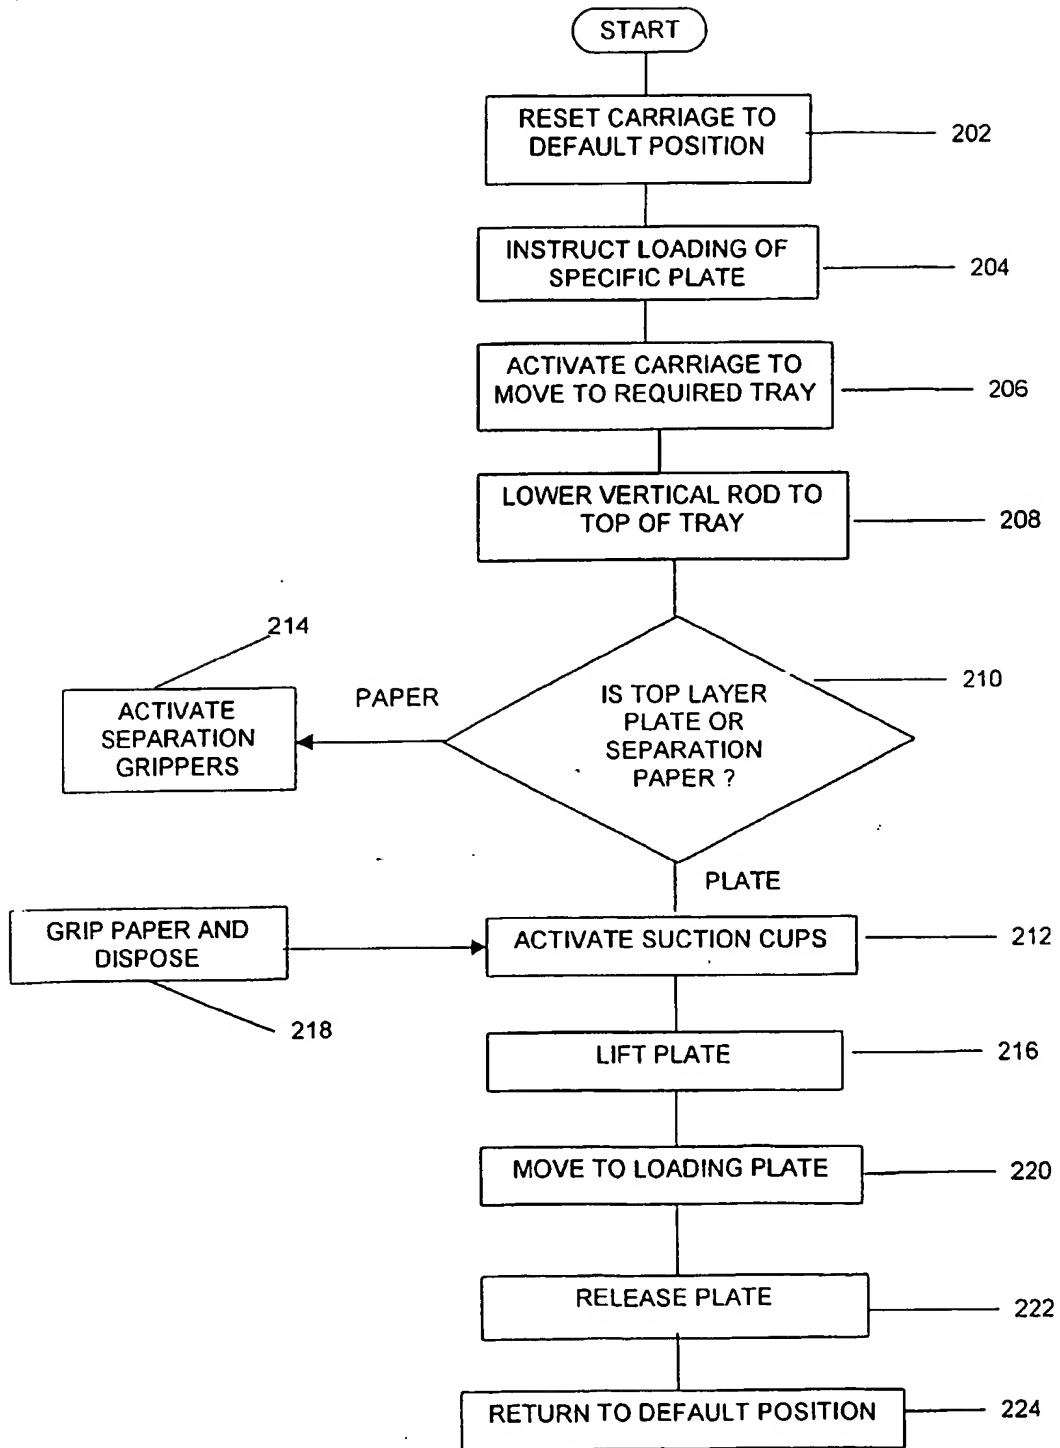 START
RESET CARRIAGE TO
DEFAULT POSITION
202
INSTRUCT LOADING OF
SPECIFIC PLATE
204
ACTIVATE CARRIAGE TO
MOVE TO REQUIRED TRAY
206
LOWER VERTICAL ROD TO
TOP OF TRAY
208
214
ACTIVATE
SEPARATION
GRIPPERS
PAPER
IS TOP LAYER
PLATE OR
SEPARATION
PAPER ?
210
PLATE
GRIP PAPER AND
DISPOSE
218
ACTIVATE SUCTION CUPS
212
LIFT PLATE
216
MOVE TO LOADING PLATE
220
RELEASE PLATE
222
RETURN TO DEFAULT POSITION
224